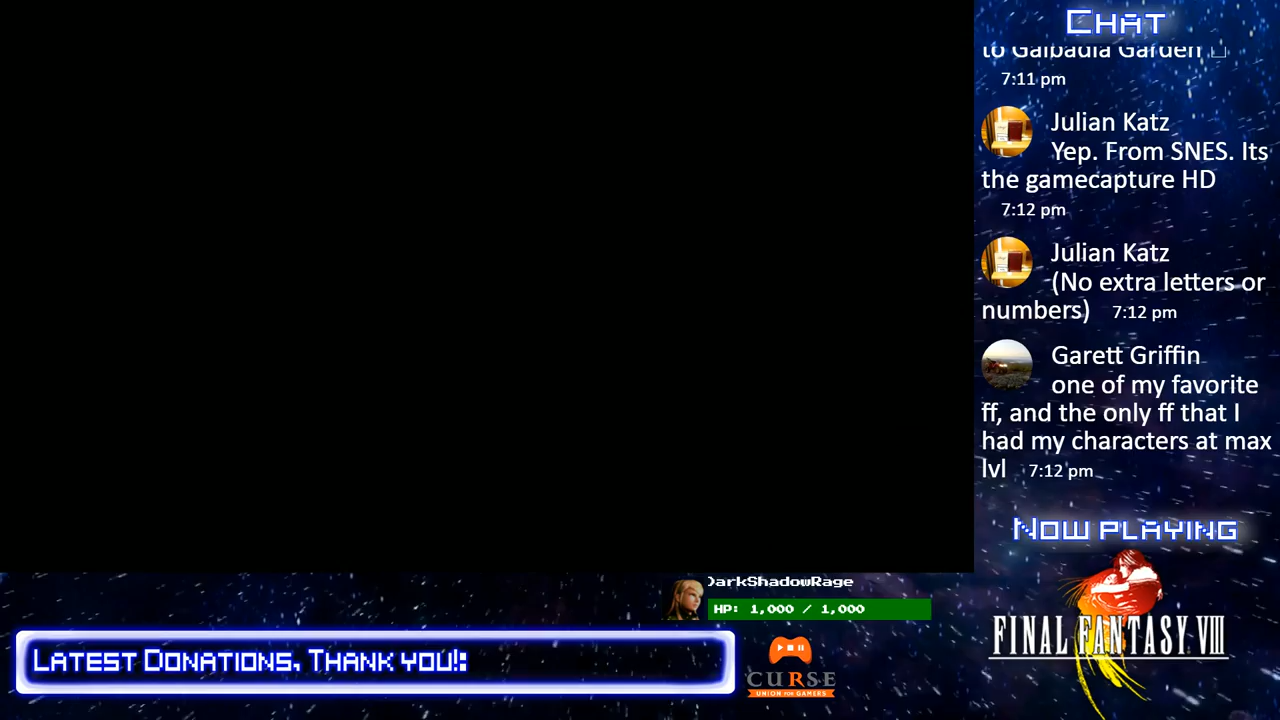 CHAT
to Galbadia Garden
7:11 pm
Julian Katz
Yep. From SNES. Its
the gamecapture HD
7:12 pm
Julian Katz
(No extra letters or
numbers) 7:12 pm
Garett Griffin
one of my favorite
ff, and the only ff that I
had my characters at max
lvl 7:12 pm
NOW PLAYING
FINAL FANTASY VIII
DarkShadowRage
HP: 1,000 / 1,000
LATEST DONATIONS, THANK YOU!:
CURSE
UNION FOR GAMERS